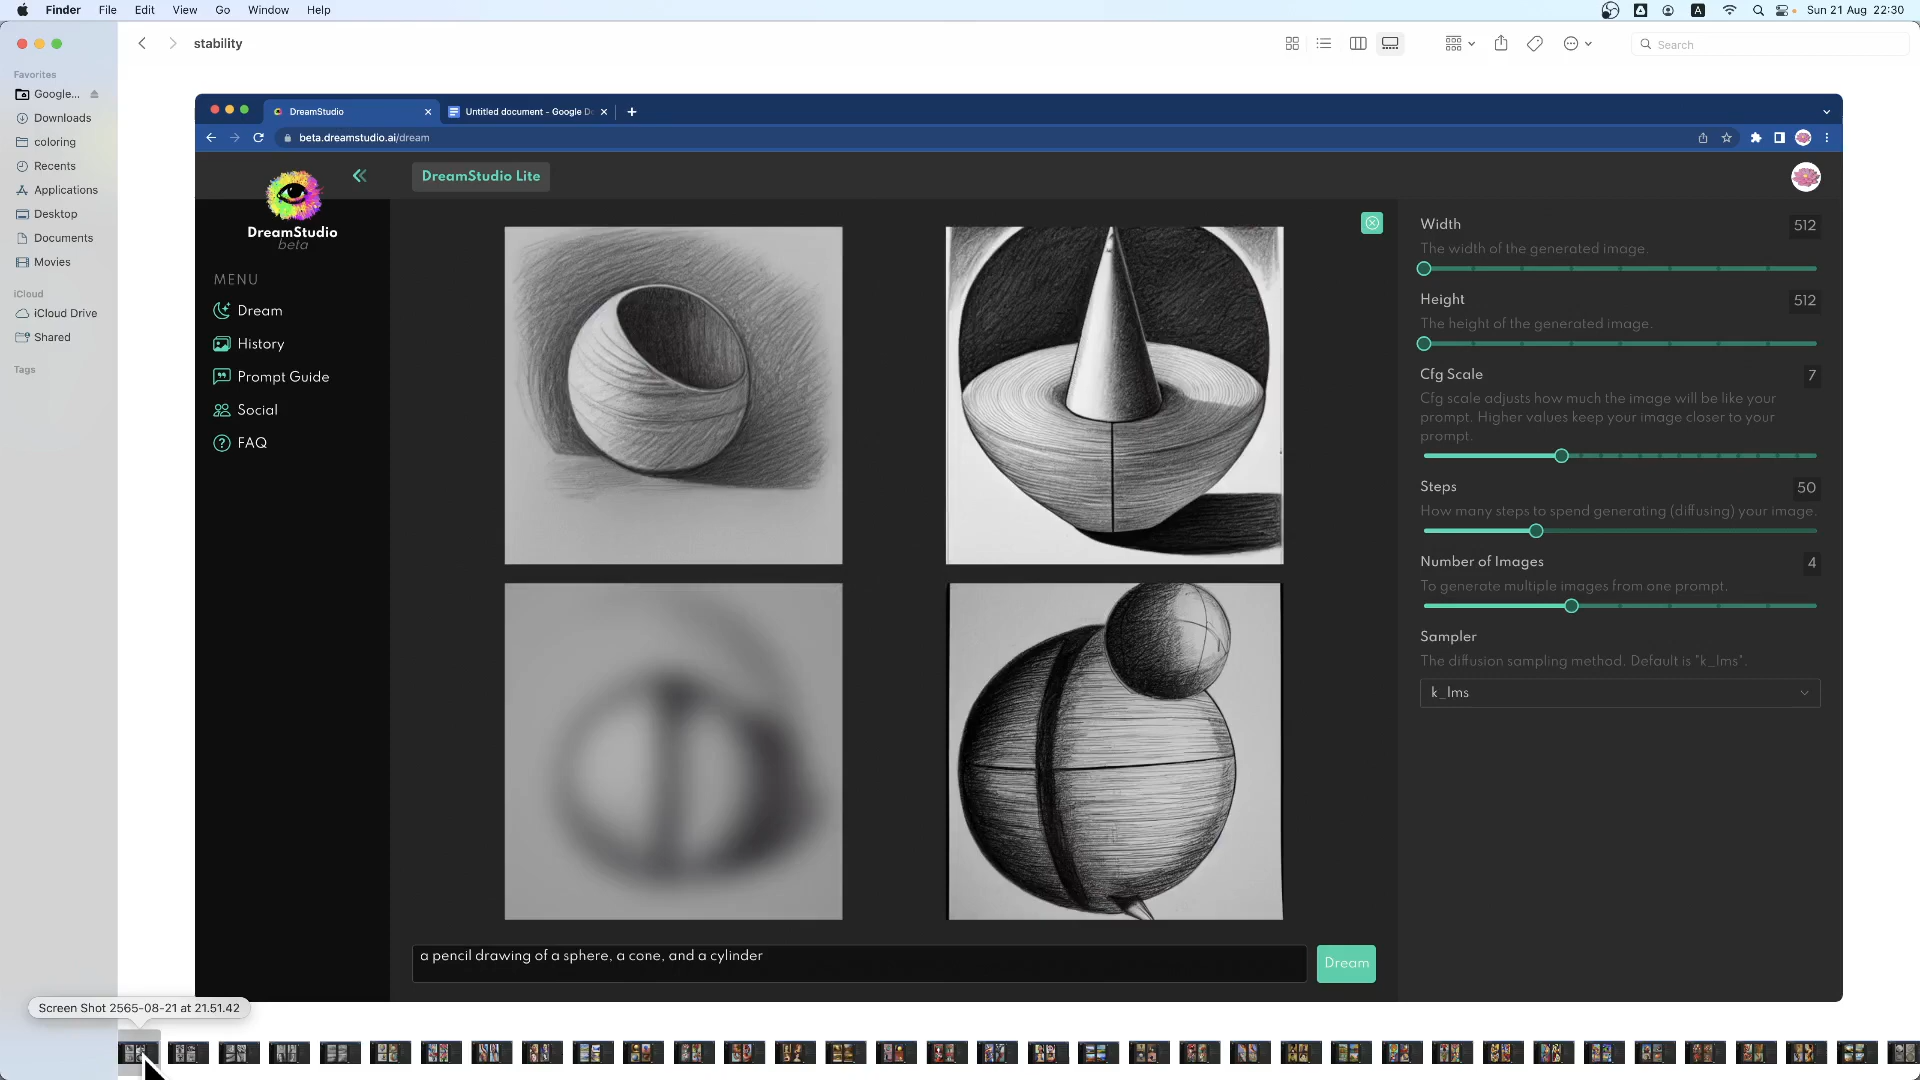 Finder File Edit View Go Window Help
A
Sun 21 Aug 22:30
stability
Search
Favorites
Google...
Downloads
coloring
Recents
Applications
Desktop
Documents
Movies
iCloud
iCloud Drive
Shared
Tags
DreamStudio
Untitled document - Google D
beta.dreamstudio.ai/dream
DreamStudio
beta
MENU
Dream
History
Prompt Guide
Social
FAQ
DreamStudio Lite
Width 512
The width of the generated image.
Height 512
The height of the generated image.
Cfg Scale 7
Cfg scale adjusts how much the image will be like your
prompt. Higher values keep your image closer to your
prompt.
Steps 50
How many steps to spend generating (diffusing) your image.
Number of Images 4
To generate multiple images from one prompt.
Sampler
The diffusion sampling method. Default is "k_lms".
k_lms
a pencil drawing of a sphere, a cone, and a cylinder
Dream
Screen Shot 2565-08-21 at 21.51.42